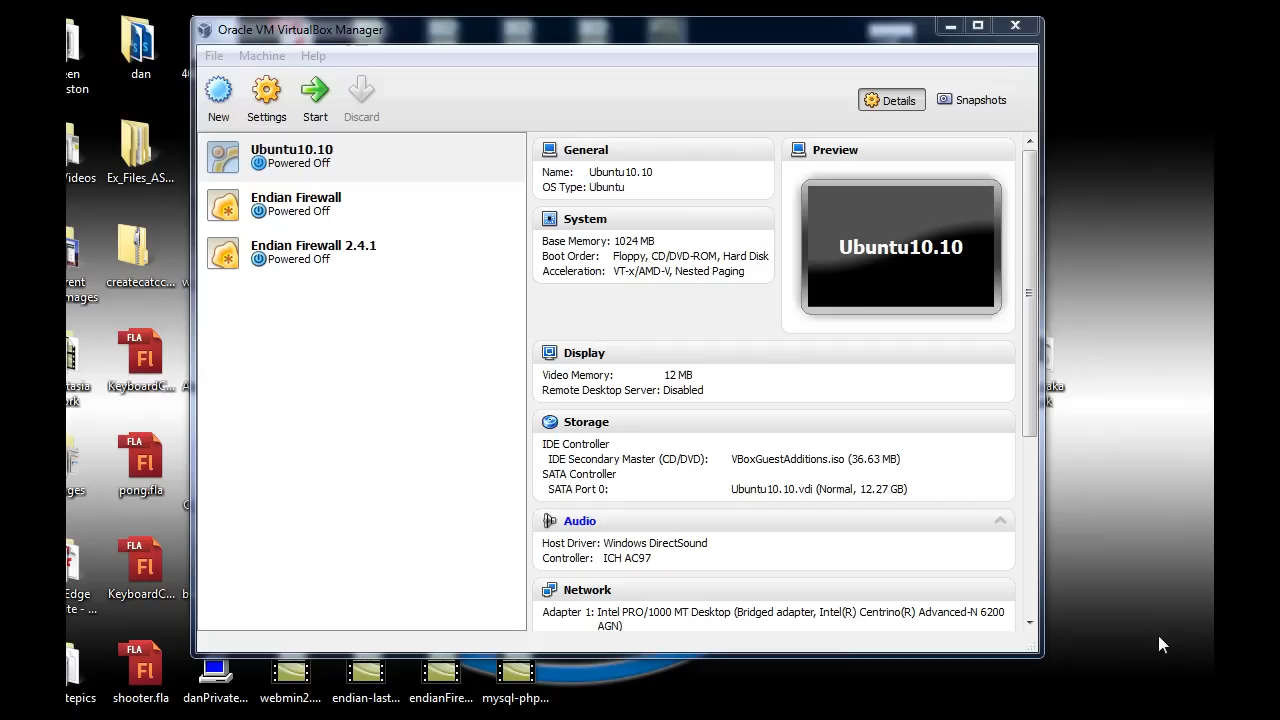 Oracle VM VirtualBox Manager
File Machine Help
New Settings Start Discard
Details Snapshots
Ubuntu10.10
Powered Off
Endian Firewall
Powered Off
Endian Firewall 2.4.1
Powered Off
General
Name: Ubuntu10.10
OS Type: Ubuntu
System
Base Memory: 1024 MB
Boot Order: Floppy, CD/DVD-ROM, Hard Disk
Acceleration: VT-x/AMD-V, Nested Paging
Preview
Ubuntu10.10
Display
Video Memory: 12 MB
Remote Desktop Server: Disabled
Storage
IDE Controller
IDE Secondary Master (CD/DVD): VBoxGuestAdditions.iso (36.63 MB)
SATA Controller
SATA Port 0: Ubuntu10.10.vdi (Normal, 12.27 GB)
Audio
Host Driver: Windows DirectSound
Controller: ICH AC97
Network
Adapter 1: Intel PRO/1000 MT Desktop (Bridged adapter, Intel(R) Centrino(R) Advanced-N 6200
AGN)
een
ston
dan
Videos
Ex_Files_AS...
createcatcc...
KeyboardC...
pong.fla
KeyboardC...
Edge
shooter.fla
tepics
danPrivate...
webmin2....
endian-last...
endianFire...
mysql-php...
FLA
Fl
FLA
Fl
FLA
Fl
FLA
Fl